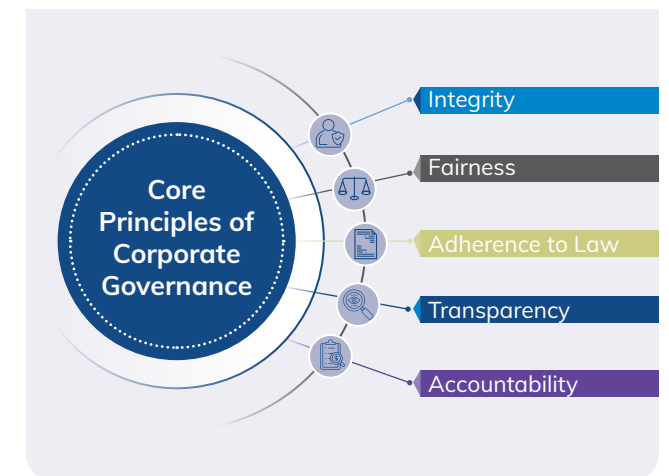 Core
Principles of
Corporate
Governance
Integrity
Fairness
Adherence to Law
Transparency
Accountability